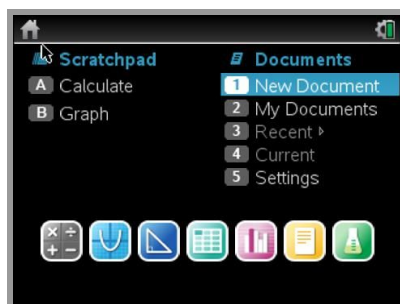 Scratchpad
A Calculate
B Graph
Documents
1 New Document
2 My Documents
3 Recent ▸
4 Current
5 Settings